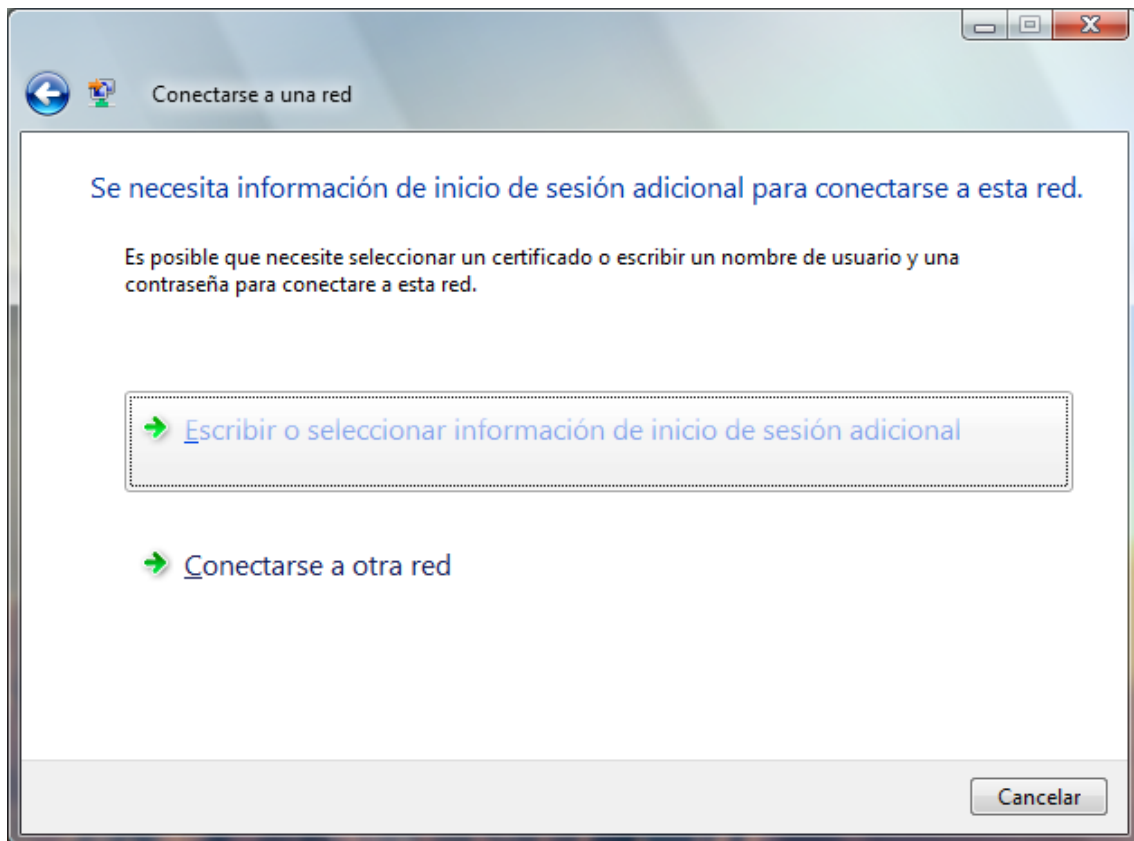 Conectarse a una red
Se necesita información de inicio de sesión adicional para conectarse a esta red.
Es posible que necesite seleccionar un certificado o escribir un nombre de usuario y una
contraseña para conectare a esta red.
Escribir o seleccionar información de inicio de sesión adicional
Conectarse a otra red
Cancelar